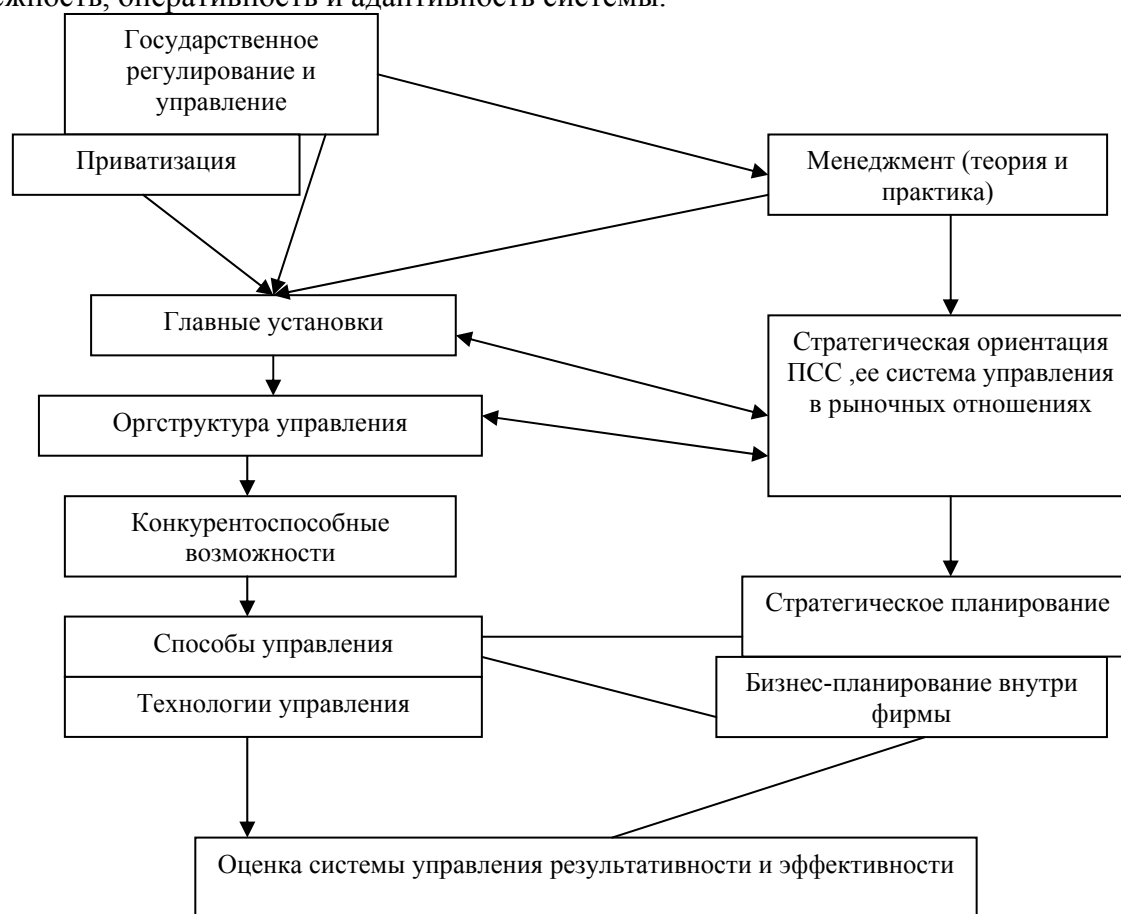 оперативность и адаптивность системы.
Государственное
регулирование и
управление
Приватизация
Менеджмент (теория и
практика)
Главные установки
Стратегическая ориентация
ПСС ,ее система управления
в рыночных отношениях
Оргструктура управления
Конкурентоспособные
возможности
Стратегическое планирование
Способы управления
Бизнес-планирование внутри
фирмы
Технологии управления
Оценка системы управления результативности и эффективности